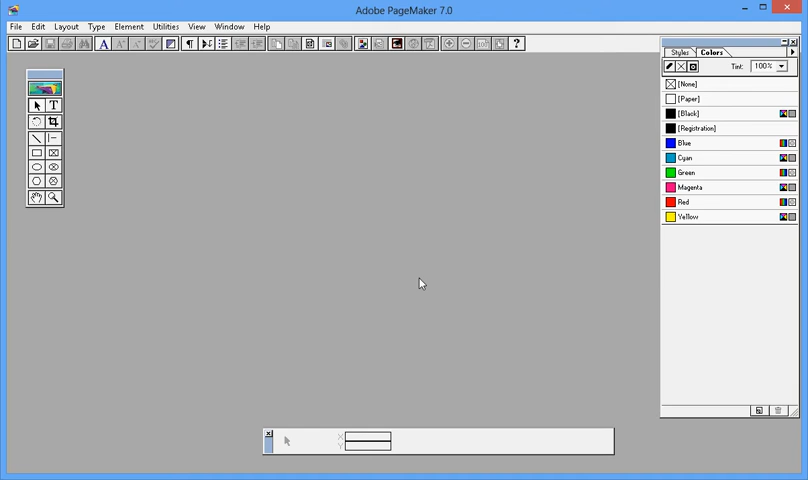 Adobe PageMaker 7.0
File Edit Layout Type Element Utilities View Window Help
Styles Colors
Tint: 100%
[None]
[Paper]
[Black]
[Registration]
Blue
Cyan
Green
Magenta
Red
Yellow
T
A
?
X
Y